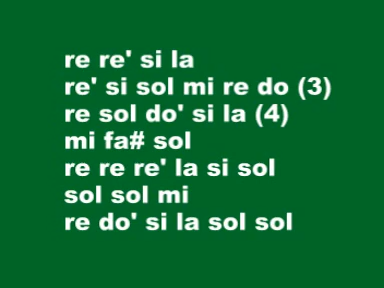 re re' si la
re' si sol mi re do (3)
re sol do' si la (4)
mi fa# sol
re re re' la si sol
sol sol mi
re do' si la sol sol